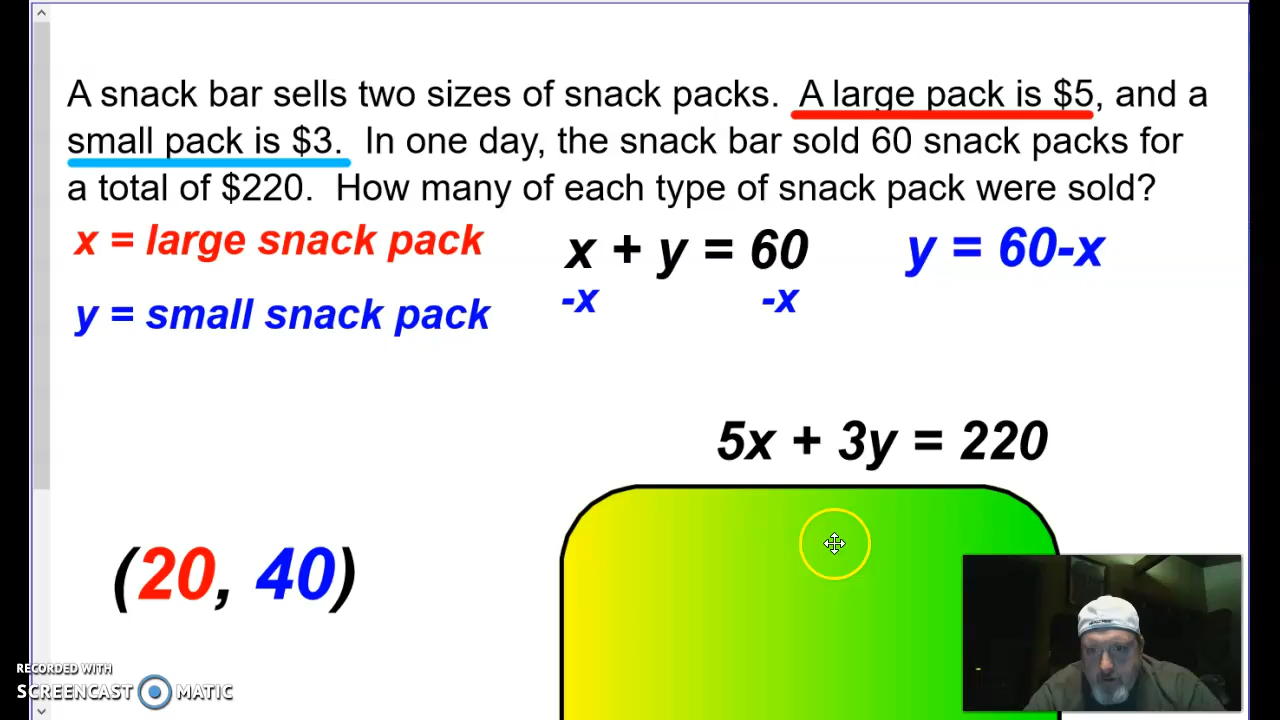 A snack bar sells two sizes of snack packs. A large pack is $5, and a
small pack is $3. In one day, the snack bar sold 60 snack packs for
a total of $220. How many of each type of snack pack were sold?
x = large snack pack
x + y = 60
y = 60-x
-x -x
y = small snack pack
5x + 3y = 220
(20, 40)
RECORDED WITH
SCREENCAST MATIC